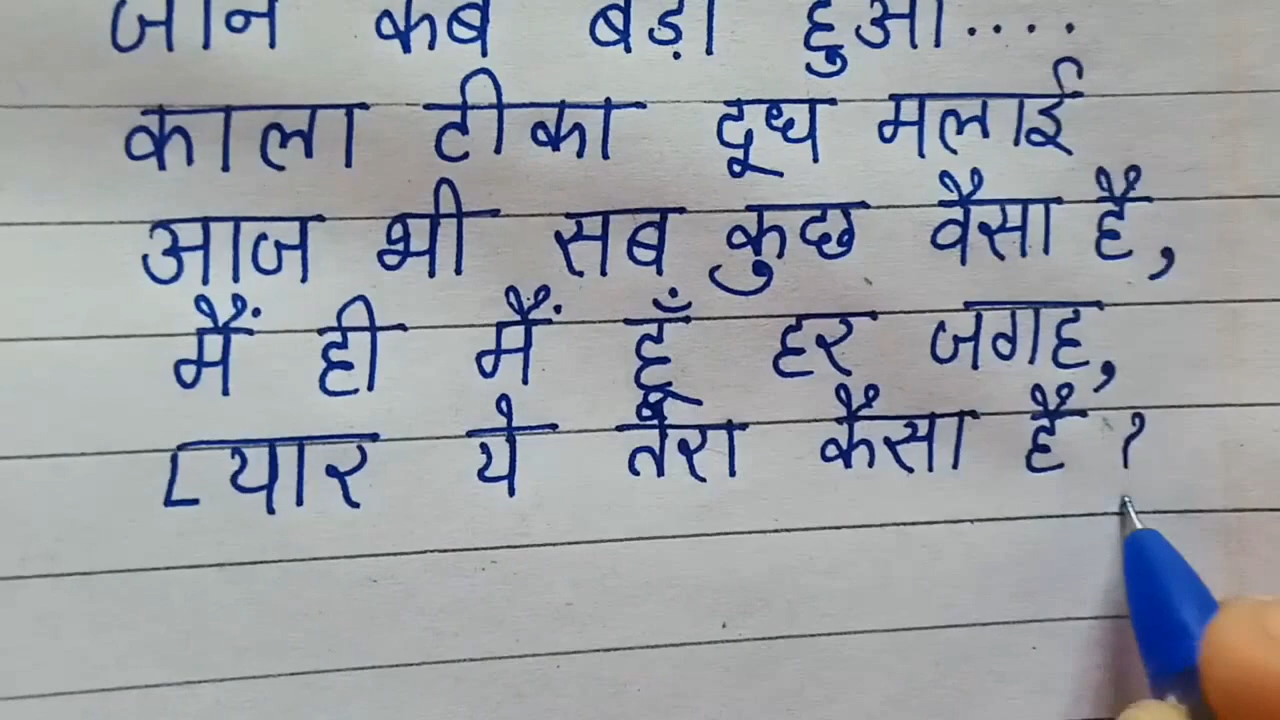 जाने कब बड़ा हुआ....
काला टीका दूध मलाई
आज भी सब कुछ वैसा है,
मैं ही मैं हूँ हर जगह,
प्यार ये तेरा कैसा है?